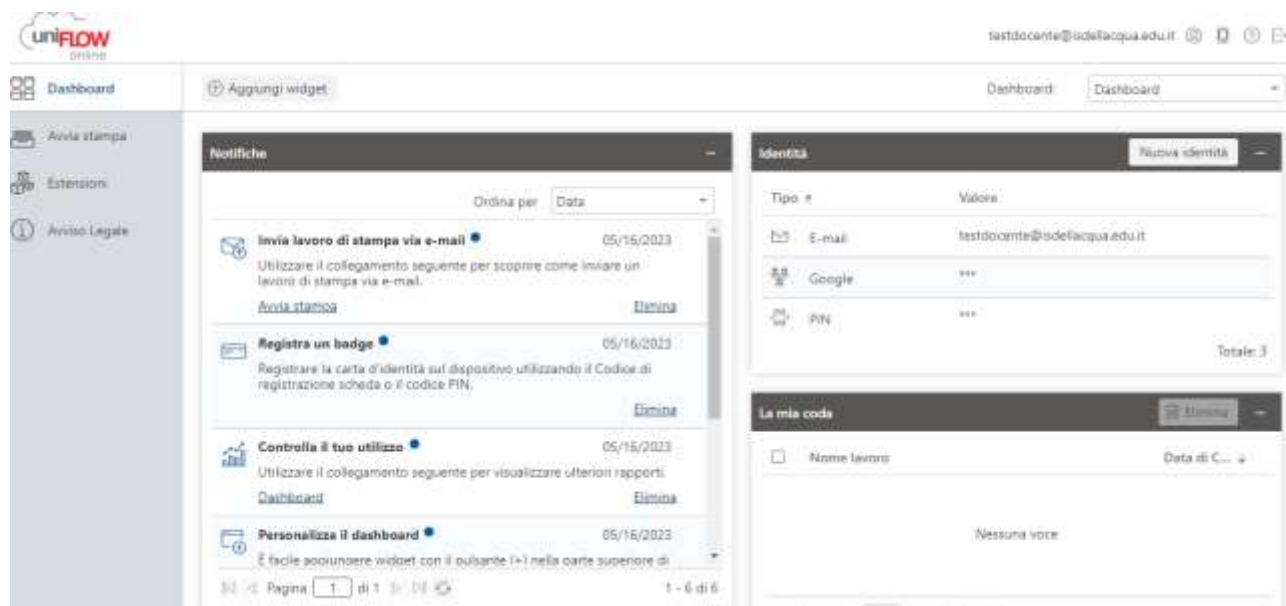 uniFLOW
online
testdocente@isdellacqua.edu.it
Dashboard
Aggiungi widget
Dashboard:
Dashboard
Avvia stampa
Estensioni
Avviso Legale
Notifiche
Ordina per
Data
Invia lavoro di stampa via e-mail
05/16/2023
Utilizzare il collegamento seguente per scoprire come inviare un
lavoro di stampa via e-mail.
Avvia stampa
Elimina
Registra un badge
05/16/2023
Registrare la carta d'identità sul dispositivo utilizzando il Codice di
registrazione scheda o il codice PIN.
Elimina
Controlla il tuo utilizzo
05/16/2023
Utilizzare il collegamento seguente per visualizzare ulteriori rapporti.
Dashboard
Elimina
Personalizza il dashboard
05/16/2023
È facile aggiungere widget con il pulsante (+) nella parte superiore di
Pagina 1 di 1
1 - 6 di 6
Identità
Nuova identità
Tipo
Valore
E-mail
testdocente@isdellacqua.edu.it
Google
***
PIN
***
Totale: 3
La mia coda
Elimina
Nome lavoro
Data di C...
Nessuna voce